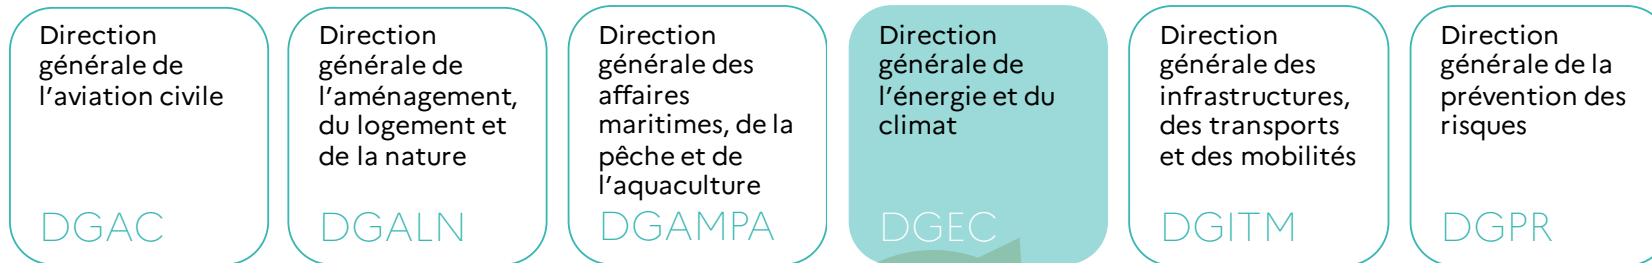 Direction
générale de
l’aviation civile
DGAC
Direction
générale de
l’aménagement,
du logement et
de la nature
DGALN
Direction
générale des
affaires
maritimes, de la
pêche et de
l’aquaculture
DGAMPA
Direction
générale de
l’énergie et du
climat
DGEC
Direction
générale des
infrastructures,
des transports
et des mobilités
DGITM
Direction
générale de la
prévention des
risques
DGPR